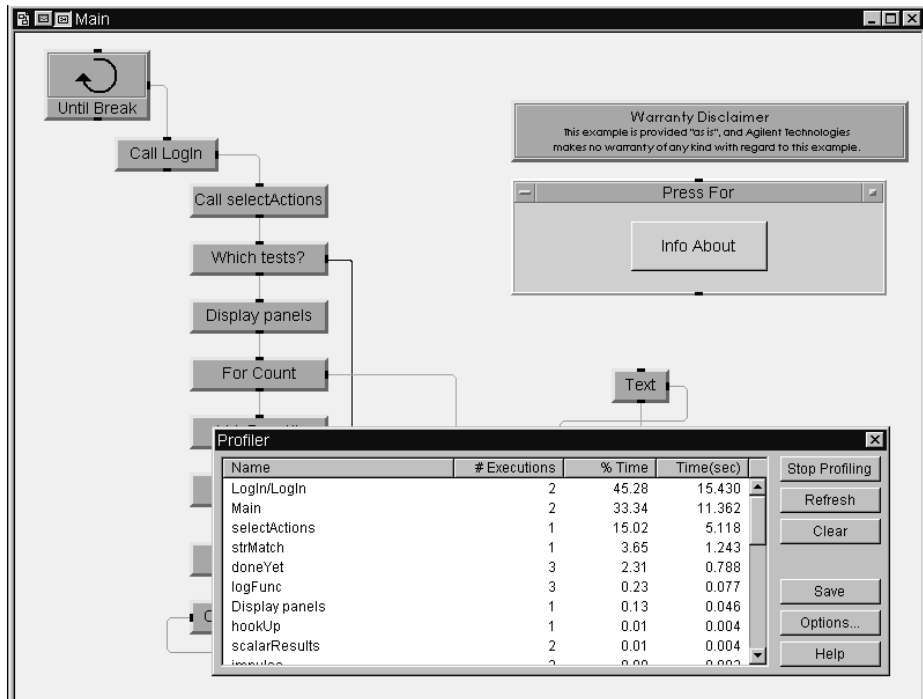 Main
Until Break
Warranty Disclaimer
This example is provided "as is", and Agilent Technologies
makes no warranty of any kind with regard to this example.
Call LogIn
Call selectActions
Press For
Info About
Which tests?
Display panels
For Count
Text
Profiler
Name # Executions % Time Time(sec)
LogIn/LogIn 2 45.28 15.430
Main 2 33.34 11.362
selectActions 1 15.02 5.118
strMatch 1 3.65 1.243
doneYet 3 2.31 0.788
logFunc 3 0.23 0.077
Display panels 1 0.13 0.046
hookUp 1 0.01 0.004
scalarResults 2 0.01 0.004
Stop Profiling
Refresh
Clear
Save
Options...
Help